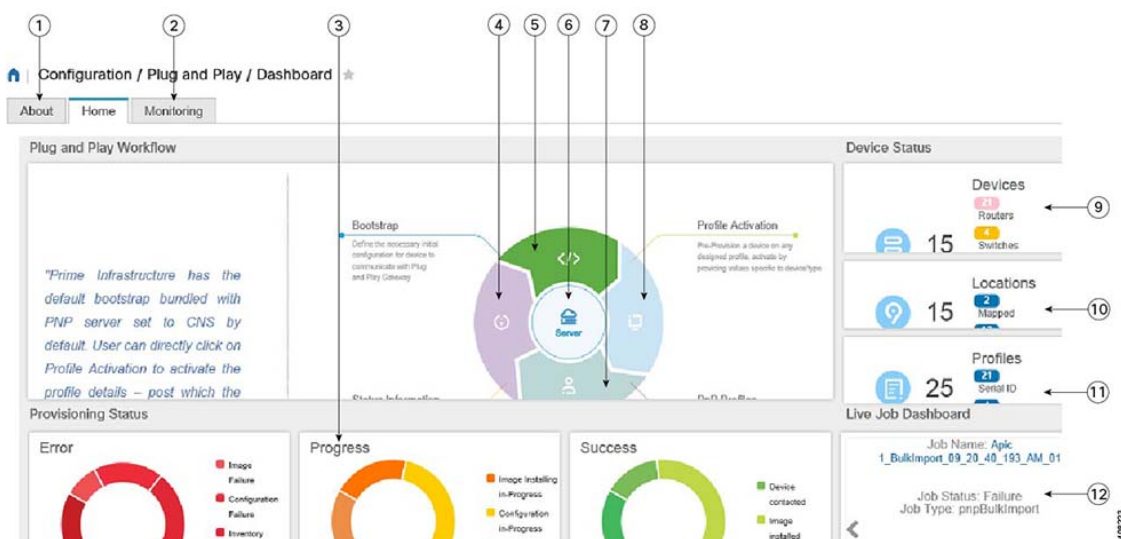 1 2 3 4 5 6 7 8
Configuration / Plug and Play / Dashboard
About Home Monitoring
Plug and Play Workflow
"Prime Infrastructure has the
default bootstrap bundled with
PNP server set to CNS by
default. User can directly click on
Profile Activation to activate the
profile details – post which the
Bootstrap
Define the necessary initial
configuration for device to
communicate with Plug
and Play Gateway
</>
Server
Profile Activation
Pre-Provision a device on any
designed profile, activate by
providing values specific to device/type
Status Information
PnP Profiles
Device Status
Devices
21
Routers
15
4
Switches
9
Locations
2
15
Mapped
10
Profiles
21
25
Serial ID
11
Provisioning Status
Error
Image
Failure
Configuration
Failure
Inventory
Progress
Image Installing
in-Progress
Configuration
in-Progress
Success
Device
contacted
Image
installed
Live Job Dashboard
Job Name: Apic
1_BulkImport_09_20_40_193_AM_01
Job Status: Failure
Job Type: pnpBulkImport
12